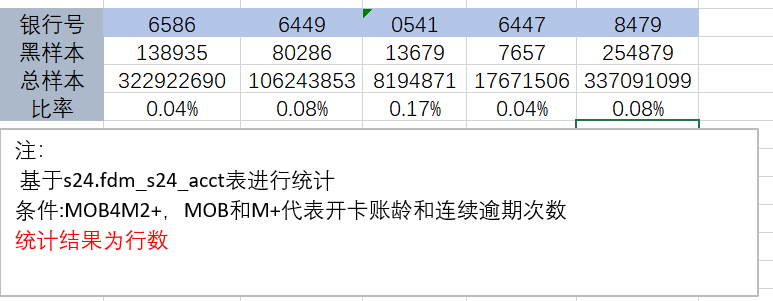 银行号 6586 6449 0541 6447 8479
黑样本 138935 80286 13679 7657 254879
总样本 322922690 106243853 8194871 17671506 337091099
比率 0.04% 0.08% 0.17% 0.04% 0.08%
注：
基于s24.fdm_s24_acct表进行统计
条件:MOB4M2+，MOB和M+代表开卡账龄和连续逾期次数
统计结果为行数